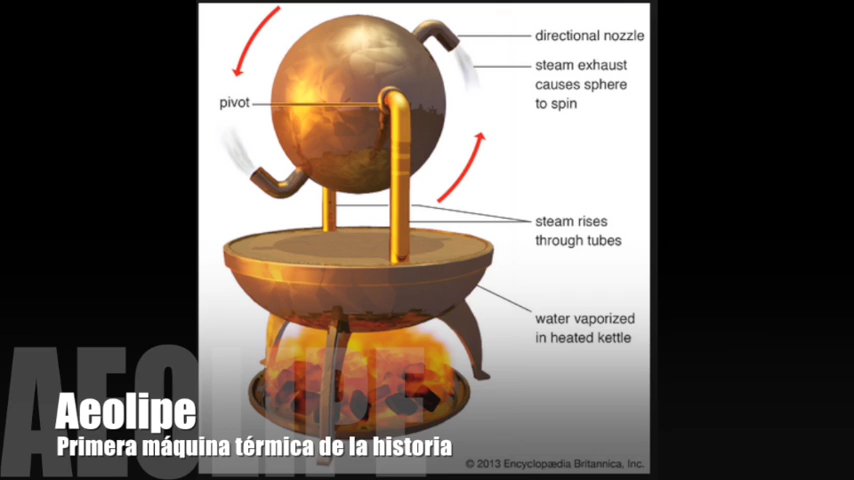 directional nozzle
steam exhaust
causes sphere
to spin
pivot
steam rises
through tubes
water vaporized
in heated kettle
AEOLIPE
Aeolipe
Primera máquina térmica de la historia
© 2013 Encyclopædia Britannica, Inc.